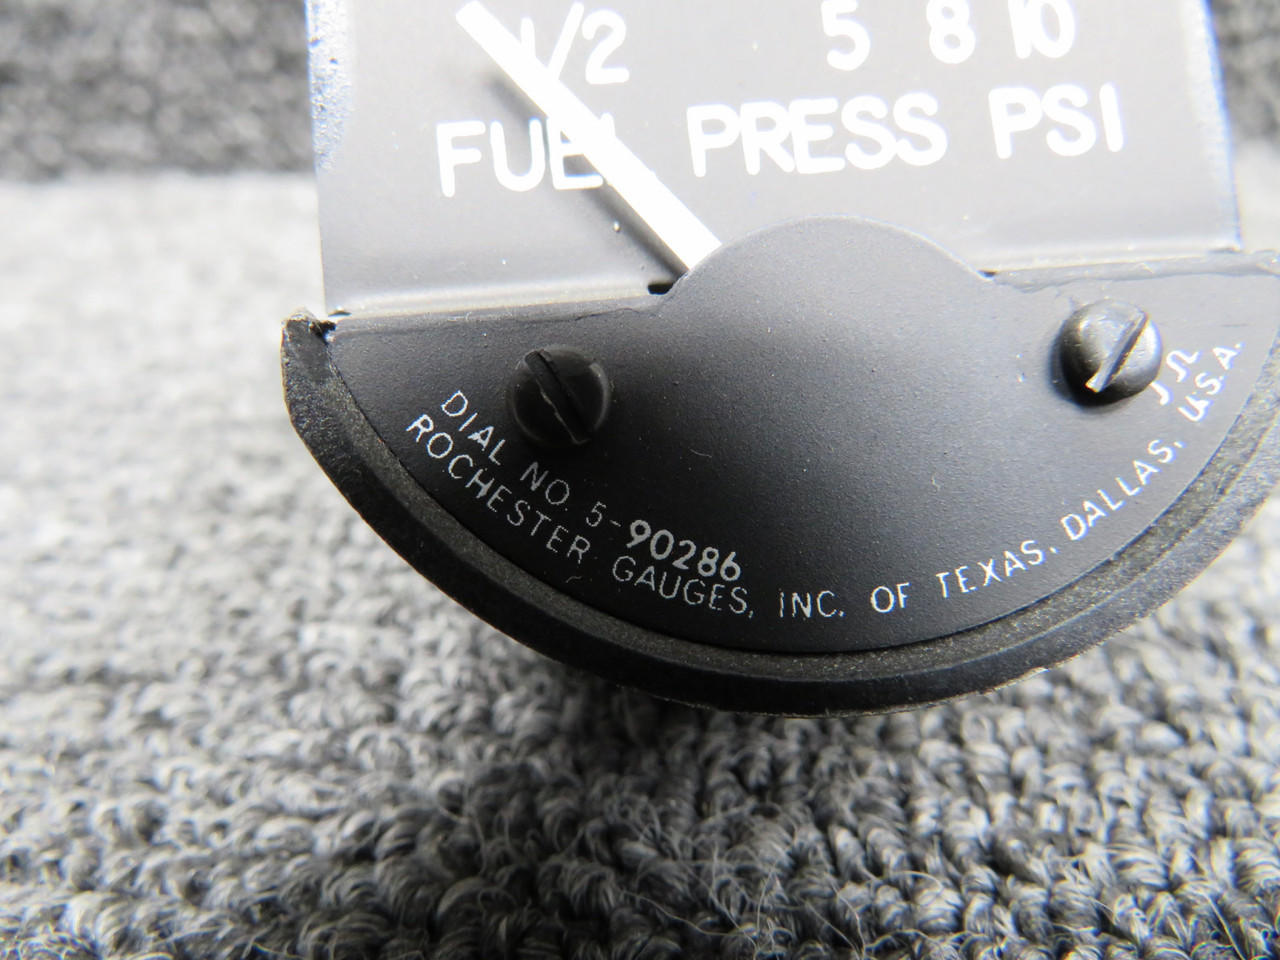 1/2 5 8 10
FUEL PRESS PSI
DIAL NO. 5-90286
ROCHESTER GAUGES, INC. OF TEXAS, DALLAS, U.S.A.